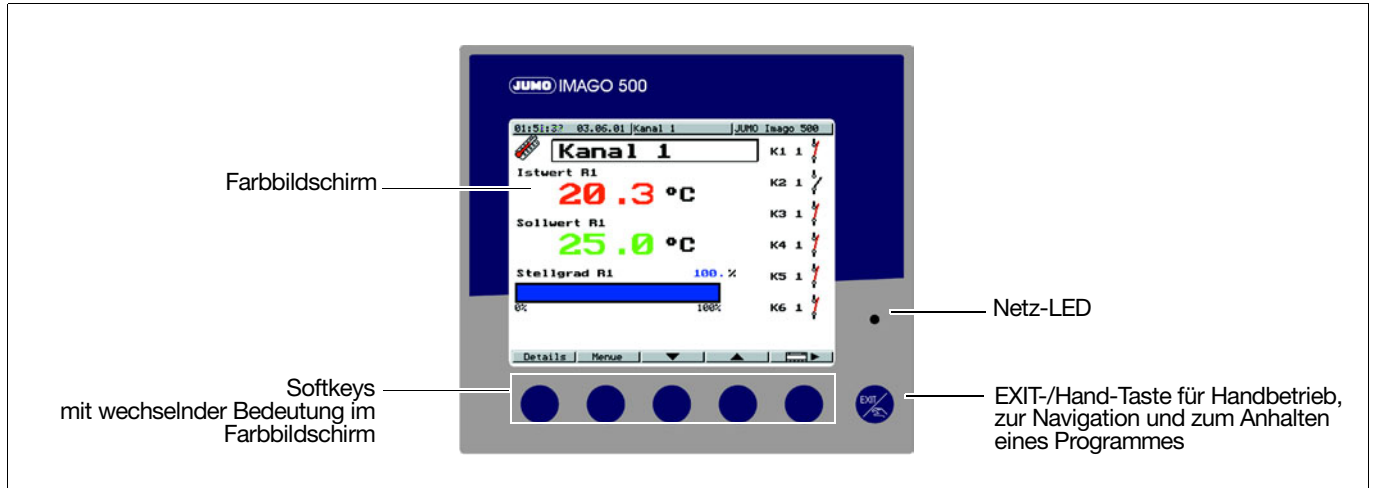 JUMO IMAGO 500
01:51:32 03.06.01 Kanal 1 JUMO Imago 500
Kanal 1
K1 1
Istwert R1
20.3 °C
K2 1
K3 1
Sollwert R1
25.0 °C
K4 1
Stellgrad R1 100.%
K5 1
0% 100%
K6 1
Details Menue
EXIT
Farbbildschirm
Netz-LED
Softkeys
mit wechselnder Bedeutung im
Farbbildschirm
EXIT-/Hand-Taste für Handbetrieb,
zur Navigation und zum Anhalten
eines Programmes